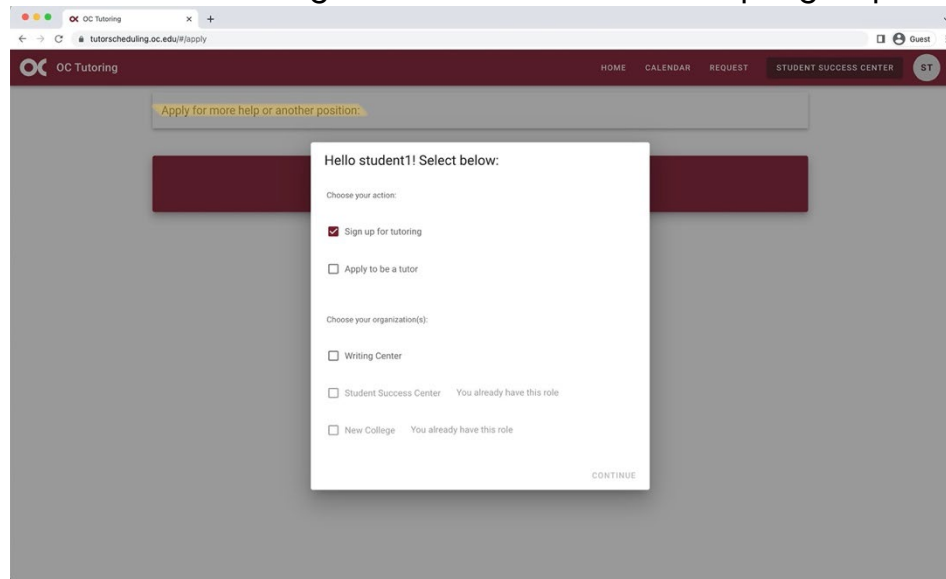 OC Tutoring
tutorscheduling.oc.edu/#/apply
Guest
OC OC Tutoring
HOME CALENDAR REQUEST STUDENT SUCCESS CENTER ST
Apply for more help or another position:
Hello student1! Select below:
Choose your action:
Sign up for tutoring
Apply to be a tutor
Choose your organization(s):
Writing Center
Student Success Center You already have this role
New College You already have this role
CONTINUE